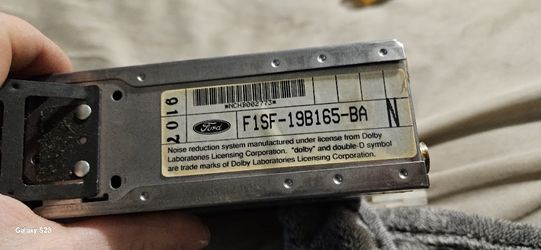 2016
*NCHB002773*
Ford
F1SF-19B165-BA
N
Noise reduction system manufactured under license from Dolby
Laboratories Licensing Corporation. "dolby" and double-D symbol
are trade marks of Dolby Laboratories Licensing Corporation.
Galaxy S23